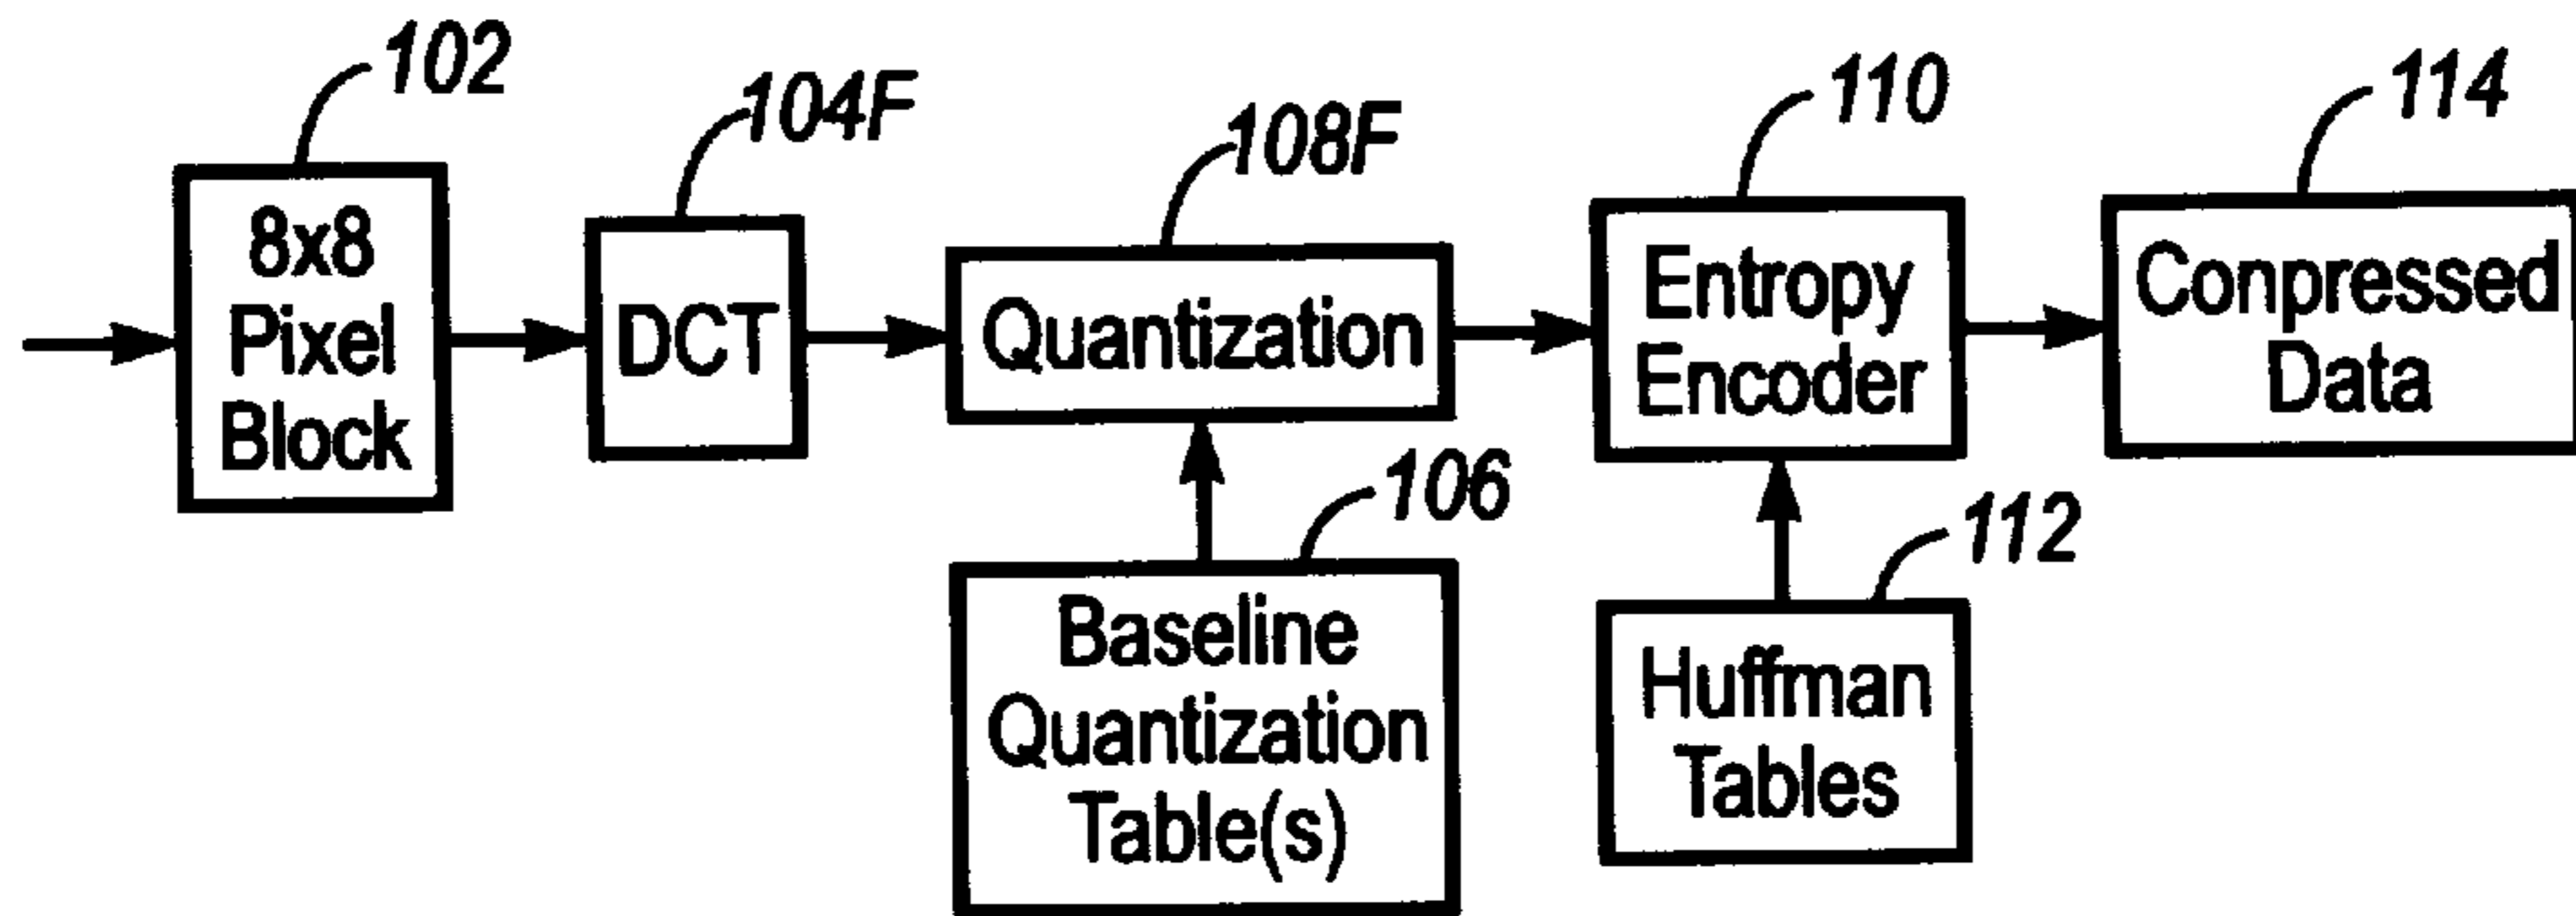 102
8x8
Pixel
Block
104F
DCT
108F
Quantization
106
Baseline
Quantization
Table(s)
110
Entropy
Encoder
112
Huffman
Tables
114
Conpressed
Data